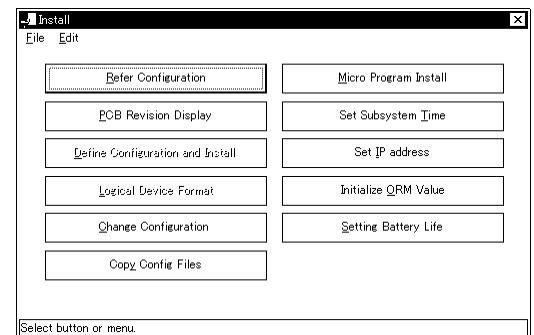 Install
File Edit
Refer Configuration
PCB Revision Display
Define Configuration and Install
Logical Device Format
Change Configuration
Copy Config Files
Micro Program Install
Set Subsystem Time
Set IP address
Initialize ORM Value
Setting Battery Life
Select button or menu.